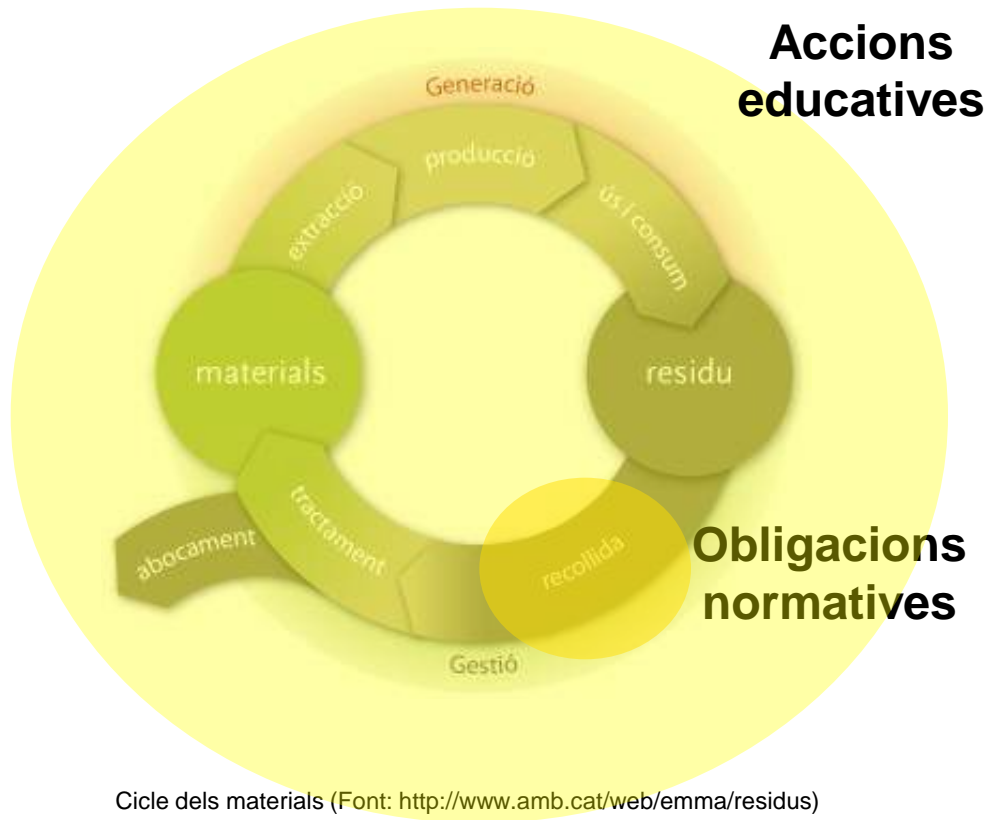 Accions
educatives
Generació
producció
extracció
ús i consum
materials
residu
tractament
abocament
recollida
Obligacions
normatives
Gestió
Cicle dels materials (Font: http://www.amb.cat/web/emma/residus)